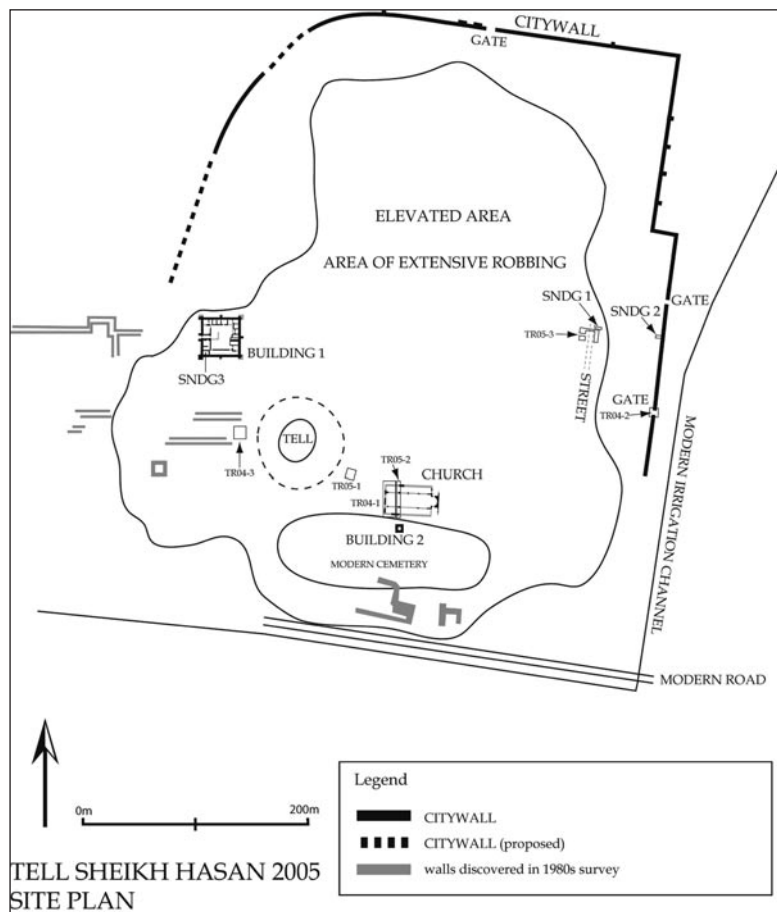 CITYWALL
GATE
ELEVATED AREA
AREA OF EXTENSIVE ROBBING
SNDG 1
SNDG 2
GATE
TR05-3
BUILDING 1
SNDG3
STREET
GATE
TR04-2
TELL
TR04-3
TR05-2
TR05-1
CHURCH
TR04-1
BUILDING 2
MODERN CEMETERY
MODERN IRRIGATION CHANNEL
MODERN ROAD
0m
200m
TELL SHEIKH HASAN 2005
SITE PLAN
Legend
CITYWALL
CITYWALL (proposed)
walls discovered in 1980s survey